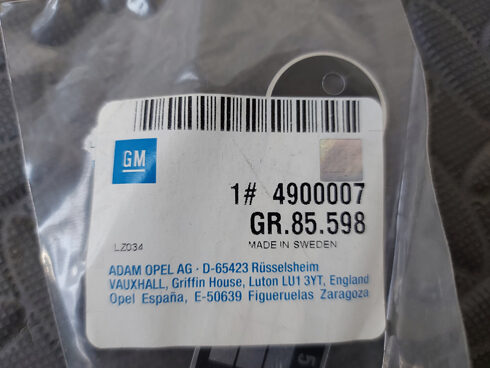 GM
1# 4900007
GR.85.598
LZ034
MADE IN SWEDEN
ADAM OPEL AG · D-65423 Rüsselsheim
VAUXHALL, Griffin House, Luton LU1 3YT, England
Opel España, E-50639 Figueruelas Zaragoza
5